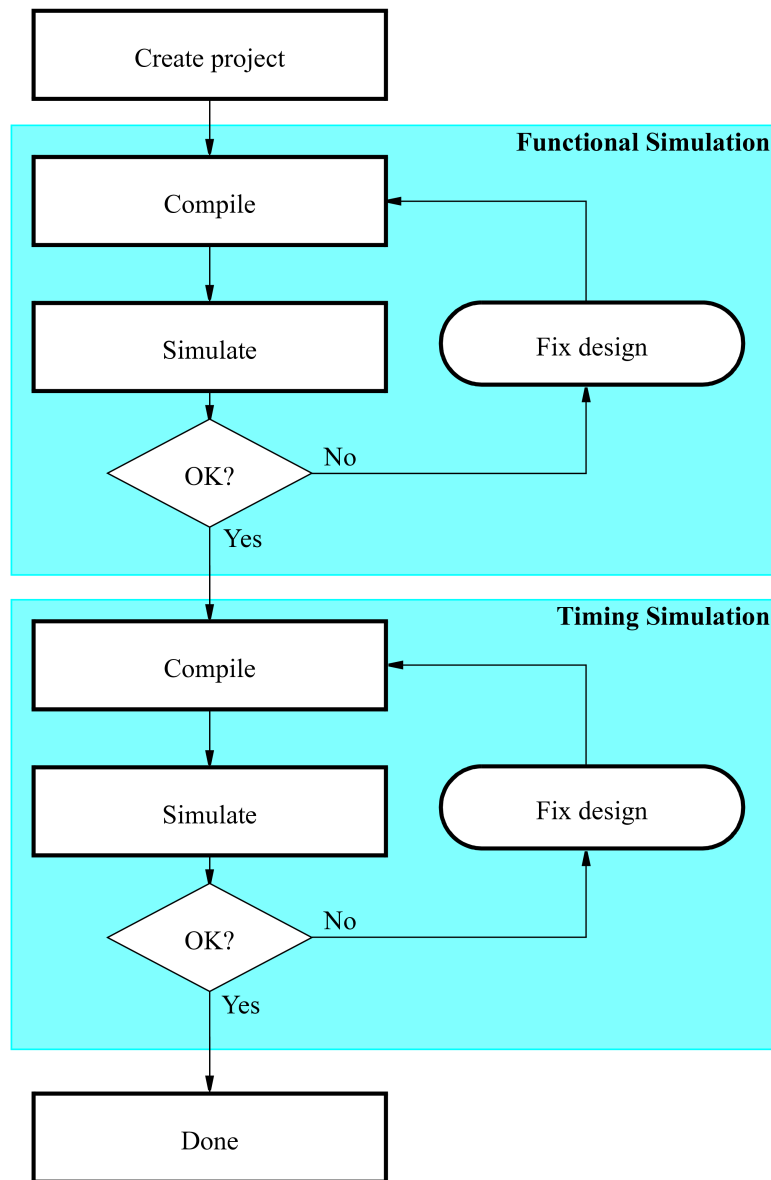 Create project
Functional Simulation
Compile
Simulate
Fix design
OK?
No
Yes
Timing Simulation
Compile
Simulate
Fix design
OK?
No
Yes
Done